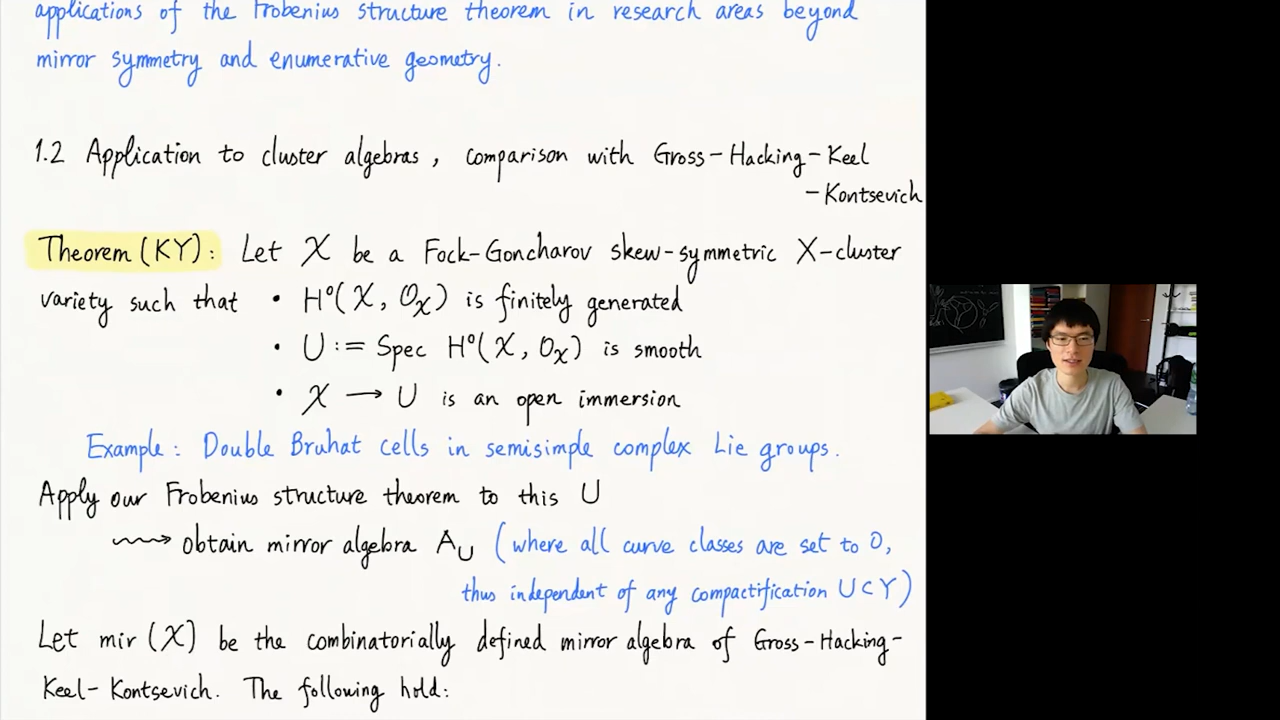 applications of the Frobenius structure theorem in research areas beyond
mirror symmetry and enumerative geometry.
1.2 Application to cluster algebras, comparison with Gross-Hacking-Keel
-Kontsevich
Theorem (KY): Let X be a Fock-Goncharov skew-symmetric X-cluster
variety such that • H⁰(X, O_X) is finitely generated
• U := Spec H⁰(X, O_X) is smooth
• X → U is an open immersion
Example: Double Bruhat cells in semisimple complex Lie groups.
Apply our Frobenius structure theorem to this U
⇝ obtain mirror algebra A_U (where all curve classes are set to 0,
thus independent of any compactification U⊂Y)
Let mir(X) be the combinatorially defined mirror algebra of Gross-Hacking-
Keel-Kontsevich. The following hold: